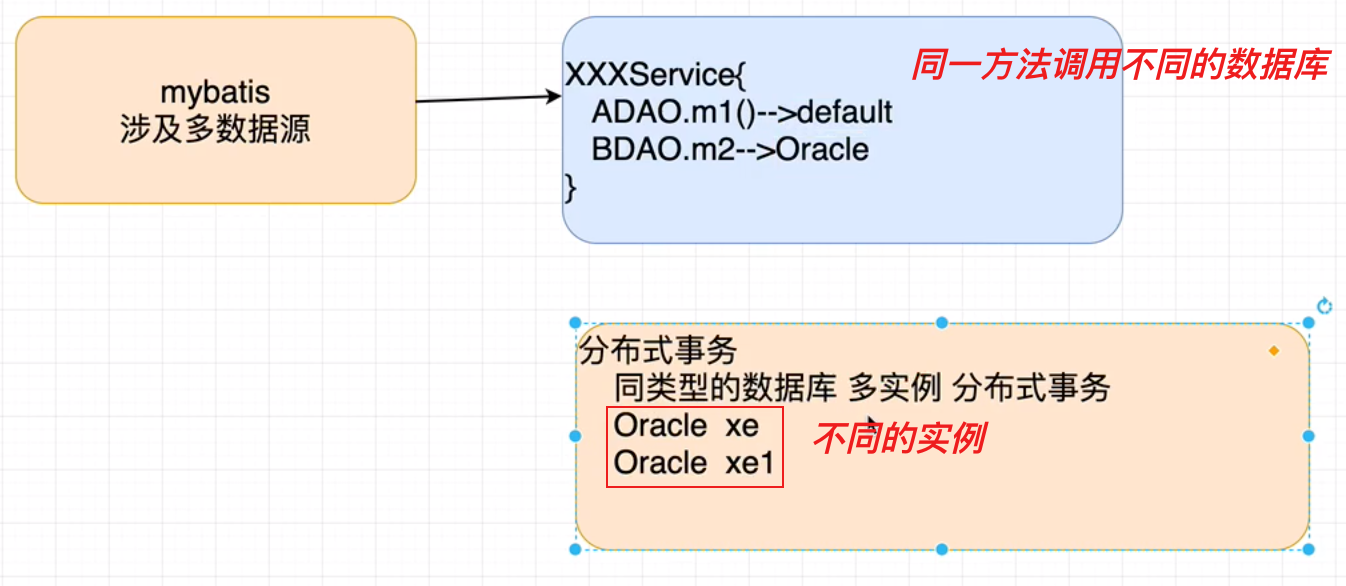 mybatis
涉及多数据源
同一方法调用不同的数据库
XXXService{
ADAO.m1()-->default
BDAO.m2-->Oracle
}
分布式事务
同类型的数据库 多实例 分布式事务
Oracle xe
Oracle xe1
不同的实例